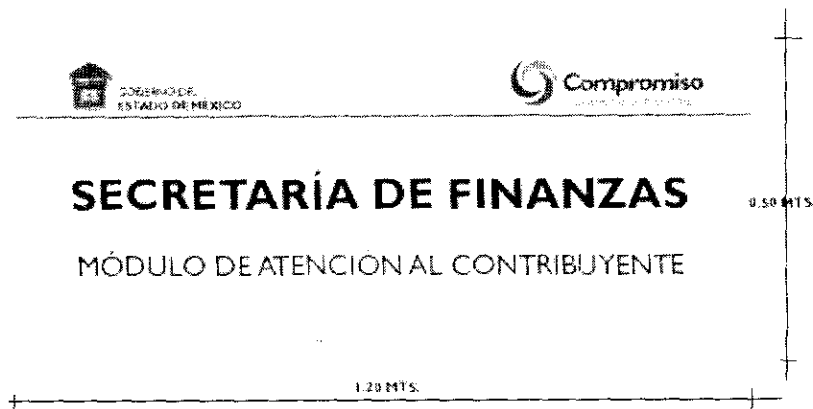 GOBIERNO DEL
ESTADO DE MÉXICO
Compromiso
SECRETARÍA DE FINANZAS
MÓDULO DE ATENCIÓN AL CONTRIBUYENTE
0.50 MTS
1.20 MTS.